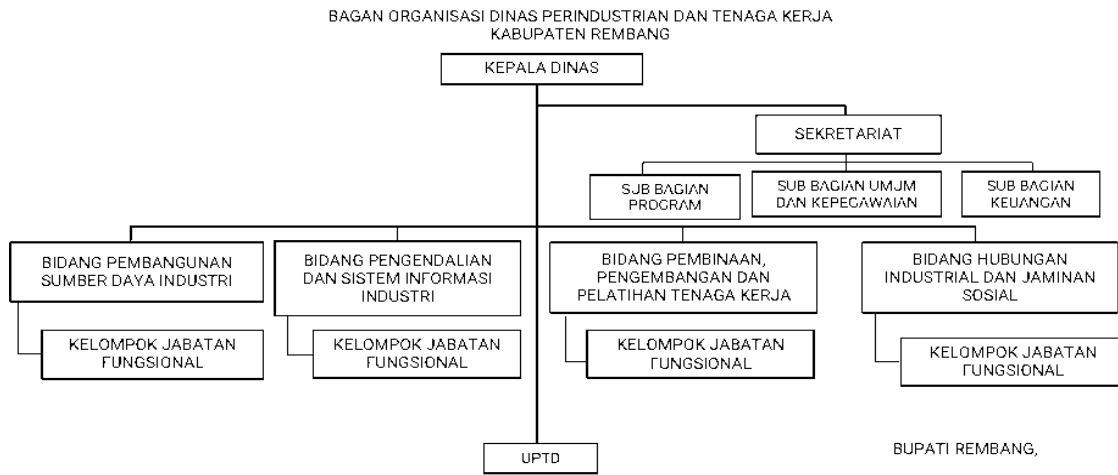 BAGAN ORGANISASI DINAS PERINDUSTRIAN DAN TENAGA KERJA
KABUPATEN REMBANG
KEPALA DINAS
SEKRETARIAT
SUB BAGIAN
PROGRAM
SUB BAGIAN UMUM
DAN KEPEGAWAIAN
SUB BAGIAN
KEUANGAN
BIDANG PEMBANGUNAN
SUMBER DAYA INDUSTRI
BIDANG PENGENDALIAN
DAN SISTEM INFORMASI
INDUSTRI
BIDANG PEMBINAAN,
PENGEMBANGAN DAN
PELATIHAN TENAGA KERJA
BIDANG HUBUNGAN
INDUSTRIAL DAN JAMINAN
SOSIAL
KELOMPOK JABATAN
FUNGSIONAL
KELOMPOK JABATAN
FUNGSIONAL
KELOMPOK JABATAN
FUNGSIONAL
KELOMPOK JABATAN
FUNGSIONAL
UPTD
BUPATI REMBANG,